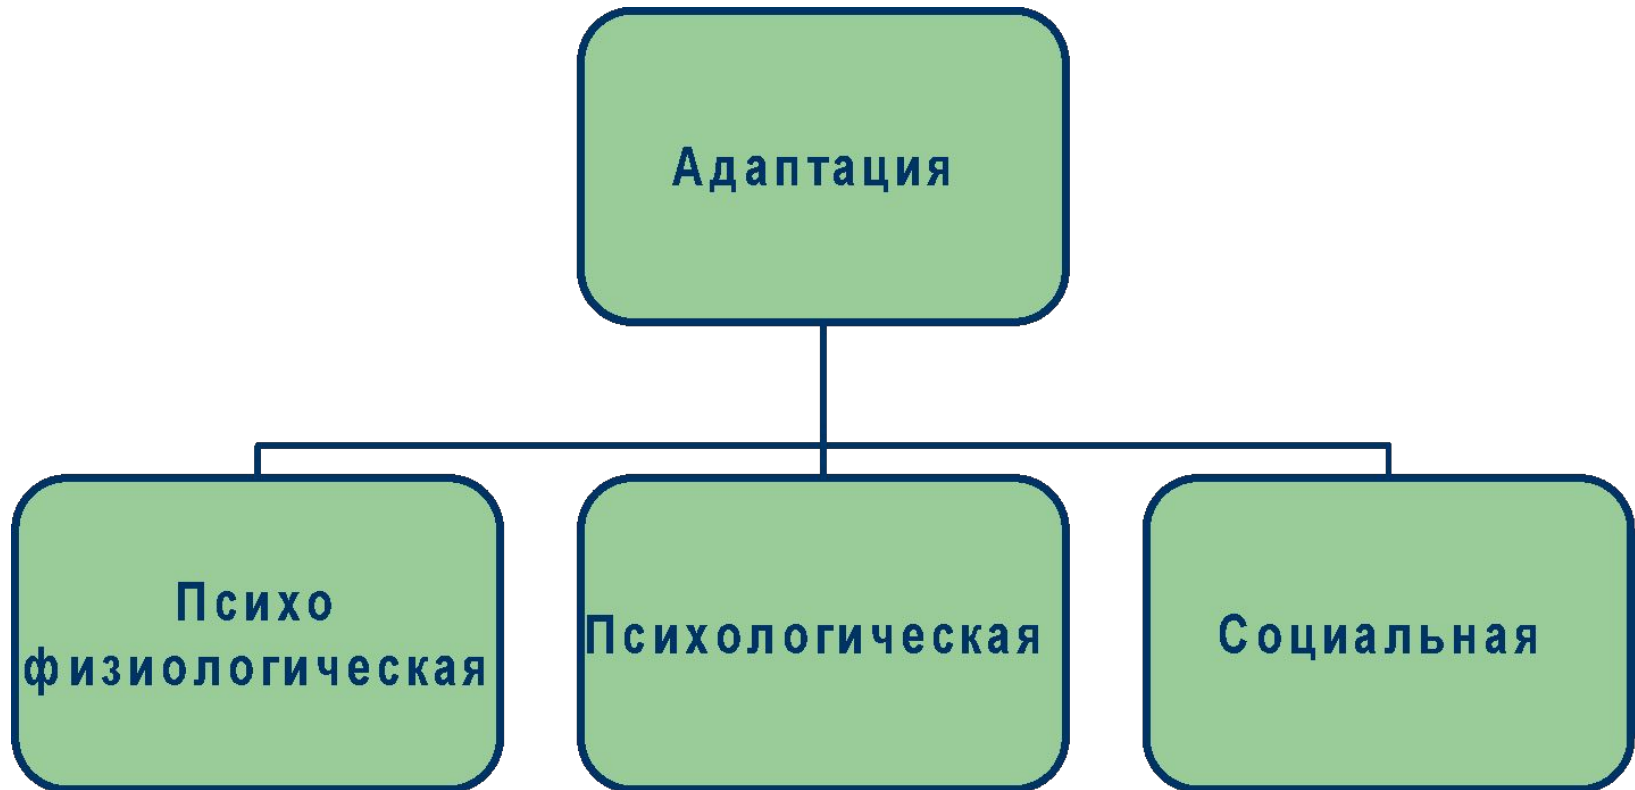 Адаптация
Психо
физиологическая
Психологическая
Социальная